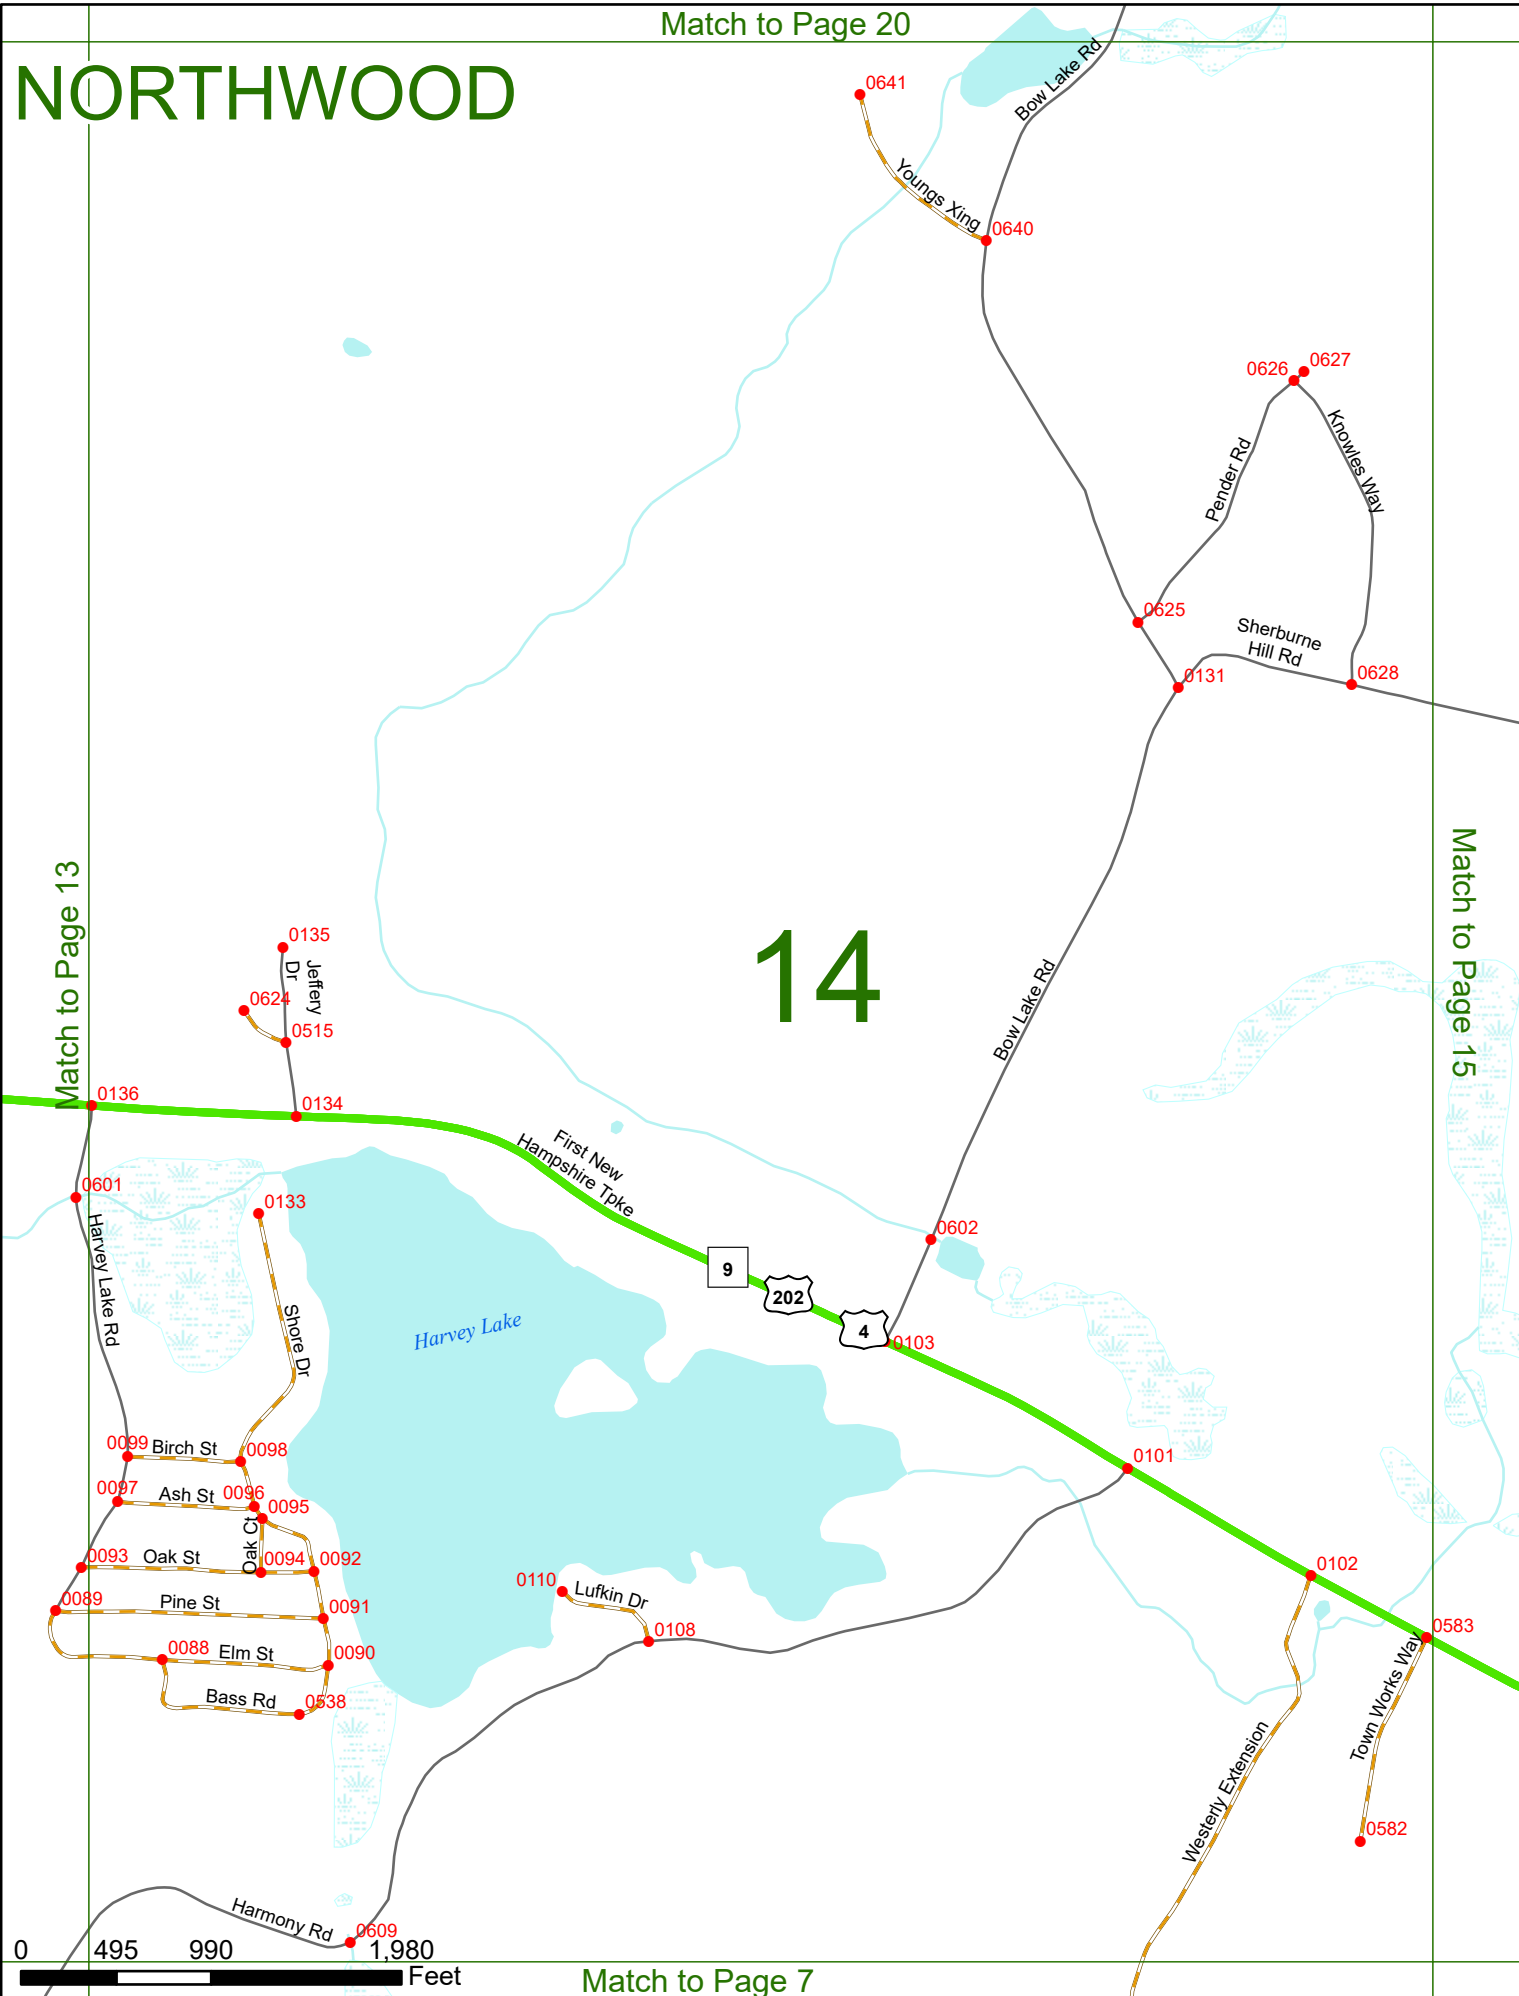 Match to Page 20
NORTHWOOD
Bow Lake Rd
0641
Youngs Xing
0640
0626
0627
Knowles Way
Pender Rd
0625
Sherburne
Hill Rd
0131
0628
Match to Page 13
Match to Page 15
14
Bow Lake Rd
0135
Jeffery
Dr
0624
0515
0136
0134
First New
Hampshire Tpke
0601
0133
Harvey Lake Rd
Shore Dr
0602
9
202
4
0103
Harvey Lake
0099
Birch St
0098
0101
0097
Ash St
0096
0095
Oak Ct
0093
Oak St
0094
0092
0102
0110
Lufkin Dr
0089
Pine St
0091
0108
0583
0088
Elm St
0090
Town Works Way
Bass Rd
0538
Westerly Extension
0582
Harmony Rd
0609
0
495
990
1,980
Feet
Match to Page 7